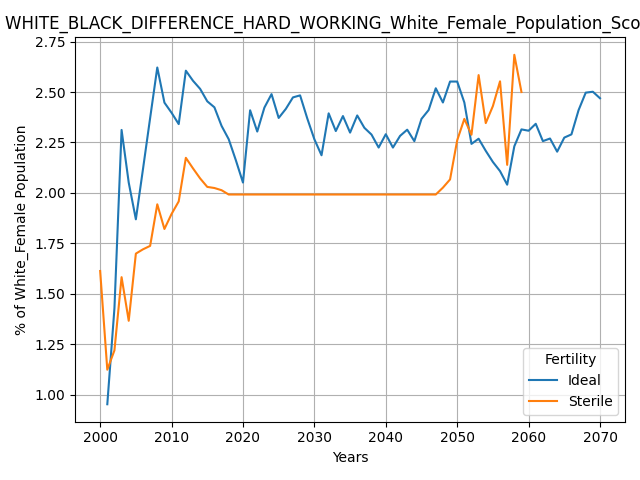 WHITE_BLACK_DIFFERENCE_HARD_WORKING_White_Female_Population_Sco
2.75
2.50
2.25
2.00
1.75
1.50
1.25
1.00
% of White_Female Population
Fertility
Ideal
Sterile
2000 2010 2020 2030 2040 2050 2060 2070
Years